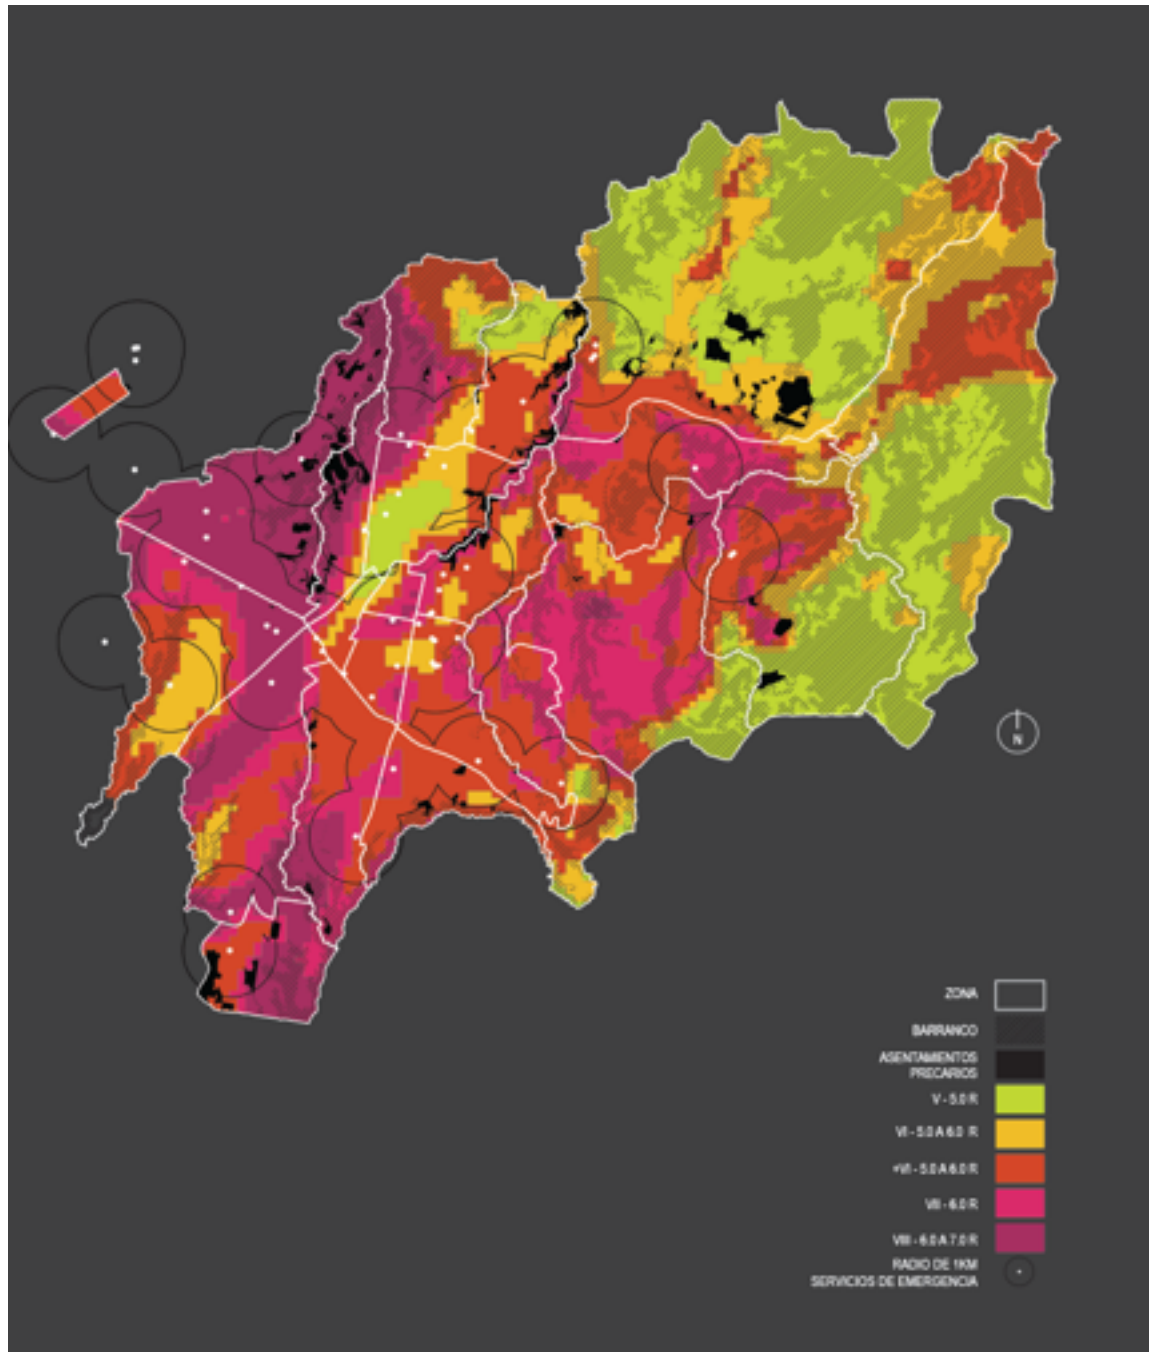 N
ZONA
BARRANCO
ASENTAMIENTOS
PRECARIOS
V - 5.0 R
VI - 5.0 A 6.0 R
+VI - 5.0 A 6.0 R
VII - 6.0 R
VIII - 6.0 A 7.0 R
RADIO DE 1KM
SERVICIOS DE EMERGENCIA